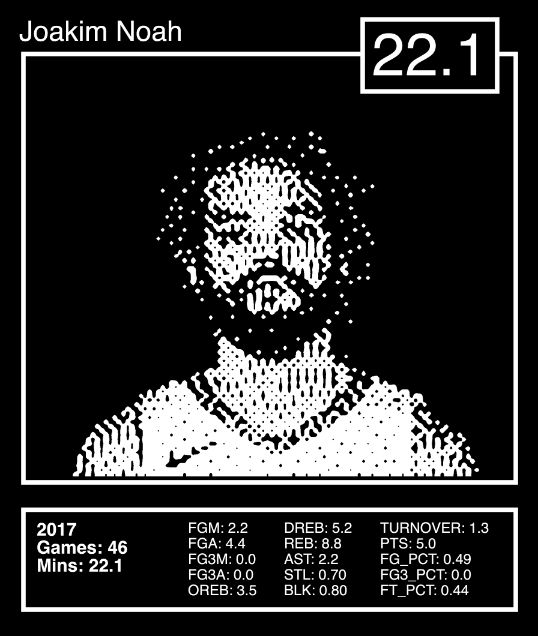 Joakim Noah
22.1
2017
Games: 46
Mins: 22.1
FGM: 2.2
FGA: 4.4
FG3M: 0.0
FG3A: 0.0
OREB: 3.5
DREB: 5.2
REB: 8.8
AST: 2.2
STL: 0.70
BLK: 0.80
TURNOVER: 1.3
PTS: 5.0
FG_PCT: 0.49
FG3_PCT: 0.0
FT_PCT: 0.44